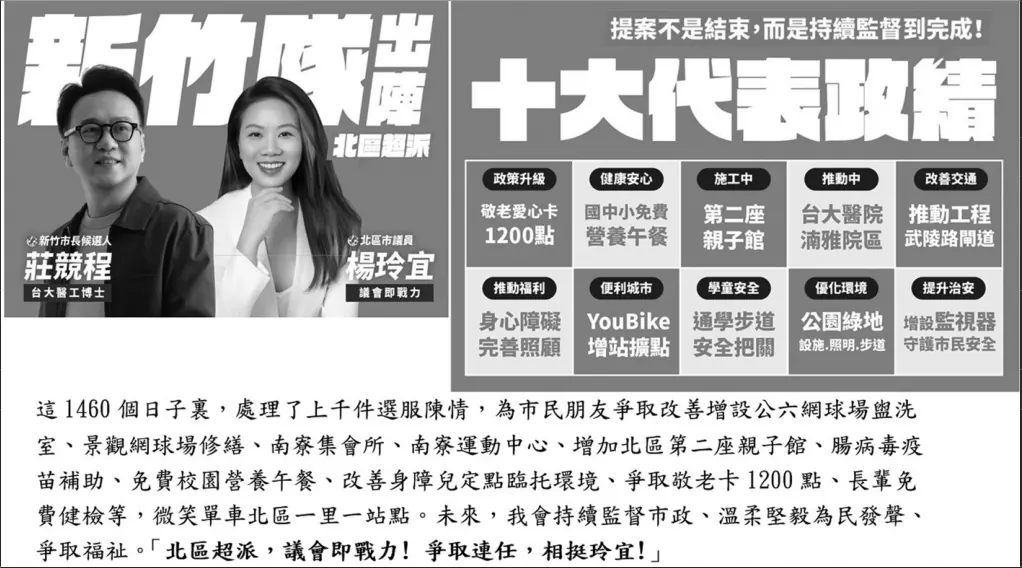 新竹隊出陣
北區超派
新竹市長候選人
莊競程
台大醫工博士
北區市議員
楊玲宜
議會即戰力
提案不是結束,而是持續監督到完成!
十大代表政績
政策升級
敬老愛心卡
1200點
健康安心
國中小免費
營養午餐
施工中
第二座
親子館
推動中
台大醫院
湳雅院區
改善交通
推動工程
武陵路閘道
推動福利
身心障礙
完善照顧
便利城市
YouBike
增站擴點
學童安全
通學步道
安全把關
優化環境
公園綠地
設施.照明.步道
提升治安
增設監視器
守護市民安全
這 1460 個日子裏,處理了上千件選服陳情,為市民朋友爭取改善增設公六網球場盥洗
室、景觀網球場修繕、南寮集會所、南寮運動中心、增加北區第二座親子館、腸病毒疫
苗補助、免費校園營養午餐、改善身障兒定點臨托環境、爭取敬老卡 1200 點、長輩免
費健檢等,微笑單車北區一里一站點。未來,我會持續監督市政、溫柔堅毅為民發聲、
爭取福祉。「北區超派,議會即戰力! 爭取連任,相挺玲宜!」